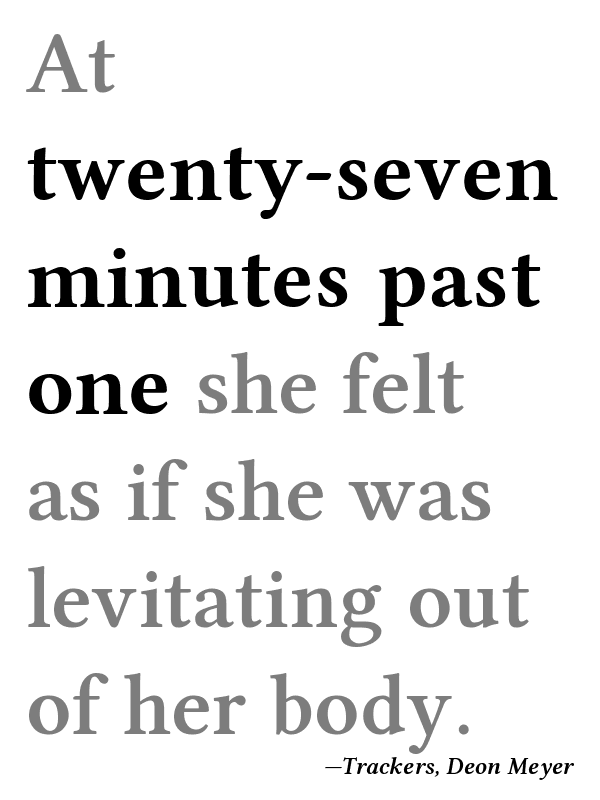 At
twenty-seven
minutes past
one she felt
as if she was
levitating out
of her body.
—Trackers, Deon Meyer